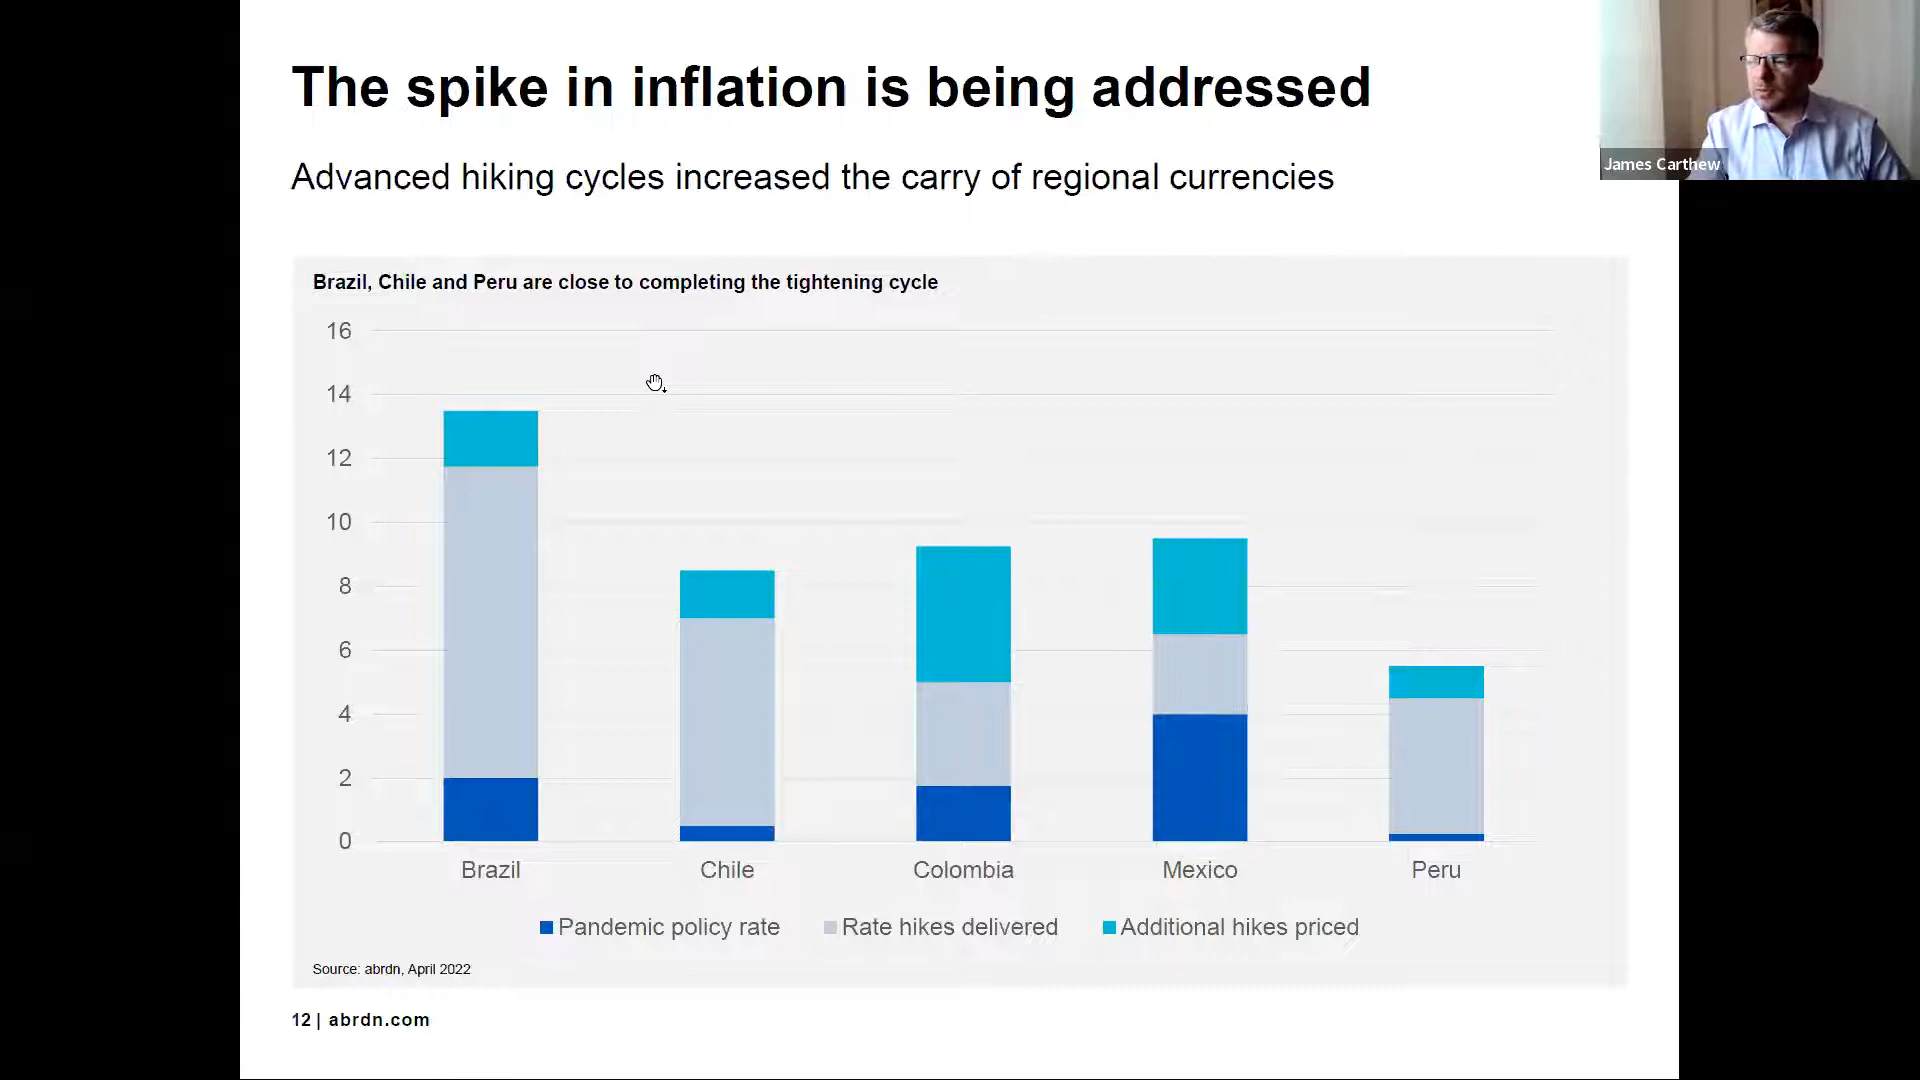 The spike in inflation is being addressed
James Carthew
Advanced hiking cycles increased the carry of regional currencies
Brazil, Chile and Peru are close to completing the tightening cycle
16
14
12
10
8
6
4
2
0
Brazil Chile Colombia Mexico Peru
Pandemic policy rate Rate hikes delivered Additional hikes priced
Source: abrdn, April 2022
12 | abrdn.com